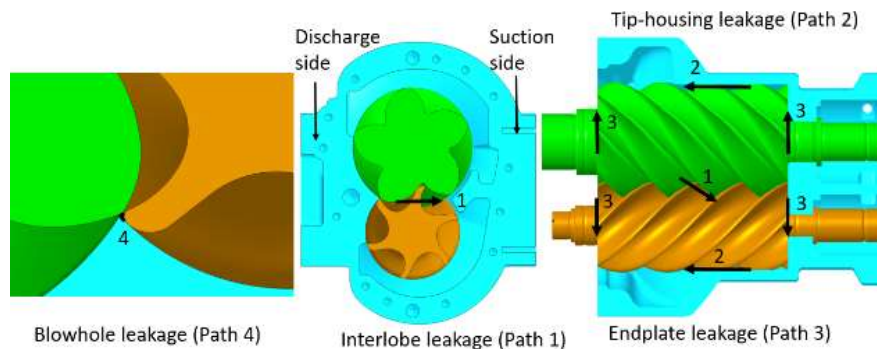 Tip-housing leakage (Path 2)
Discharge
side
Suction
side
2
3
3
1
1
3
3
4
2
Blowhole leakage (Path 4)
Interlobe leakage (Path 1)
Endplate leakage (Path 3)